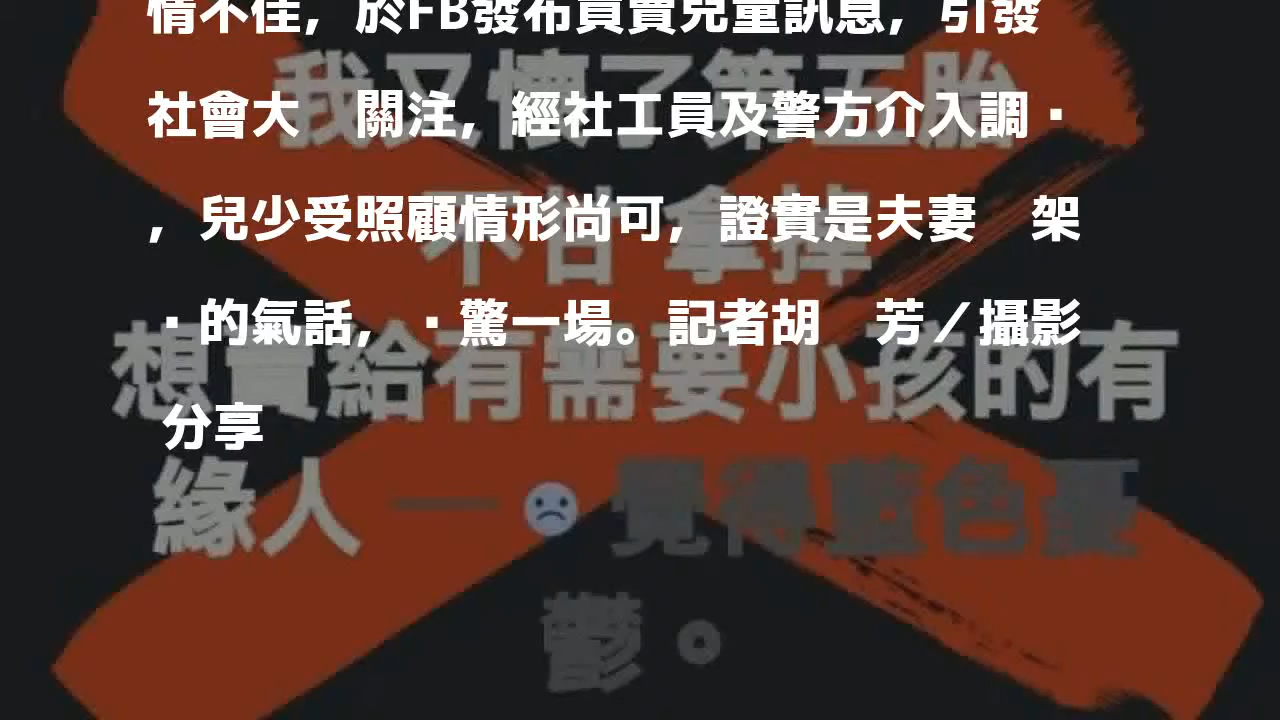 情不佳，於FB發布買賣兒童訊息，引發
社會大　關注，經社工員及警方介入調·
，兒少受照顧情形尚可，證實是夫妻　架
·的氣話，·驚一場。記者胡　芳／攝影
分享
我又懷了第五胎
不甘 拿掉
想賣給有需要小孩的有
緣人 — 覺得藍色憂
鬱。